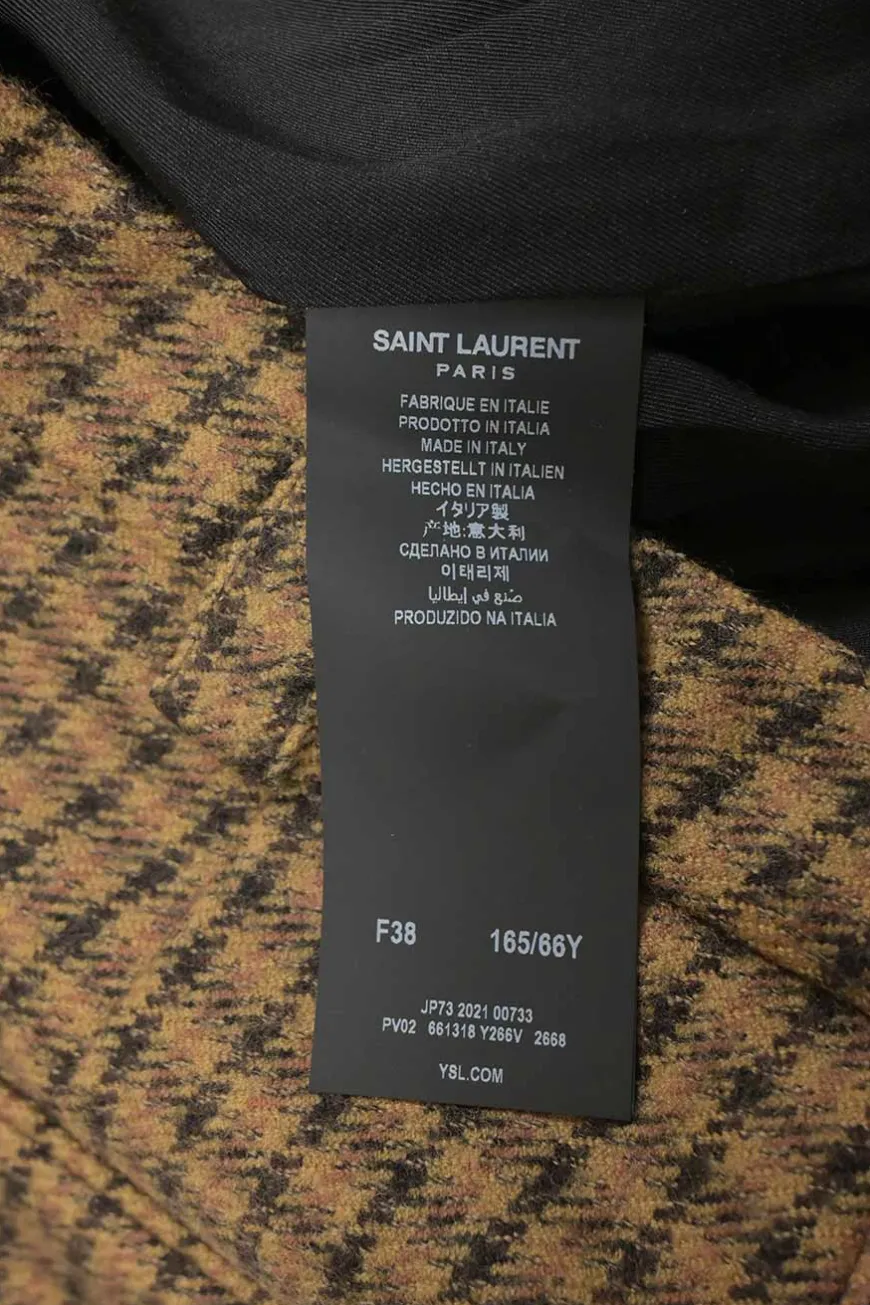 SAINT LAURENT
PARIS
FABRIQUE EN ITALIE
PRODOTTO IN ITALIA
MADE IN ITALY
HERGESTELLT IN ITALIEN
HECHO EN ITALIA
イタリア製
产地:意大利
СДЕЛАНО В ИТАЛИИ
이태리제
صنع في إيطاليا
PRODUZIDO NA ITALIA
F38 165/66Y
JP73 2021 00733
PV02 661318 Y266V 2668
YSL.COM